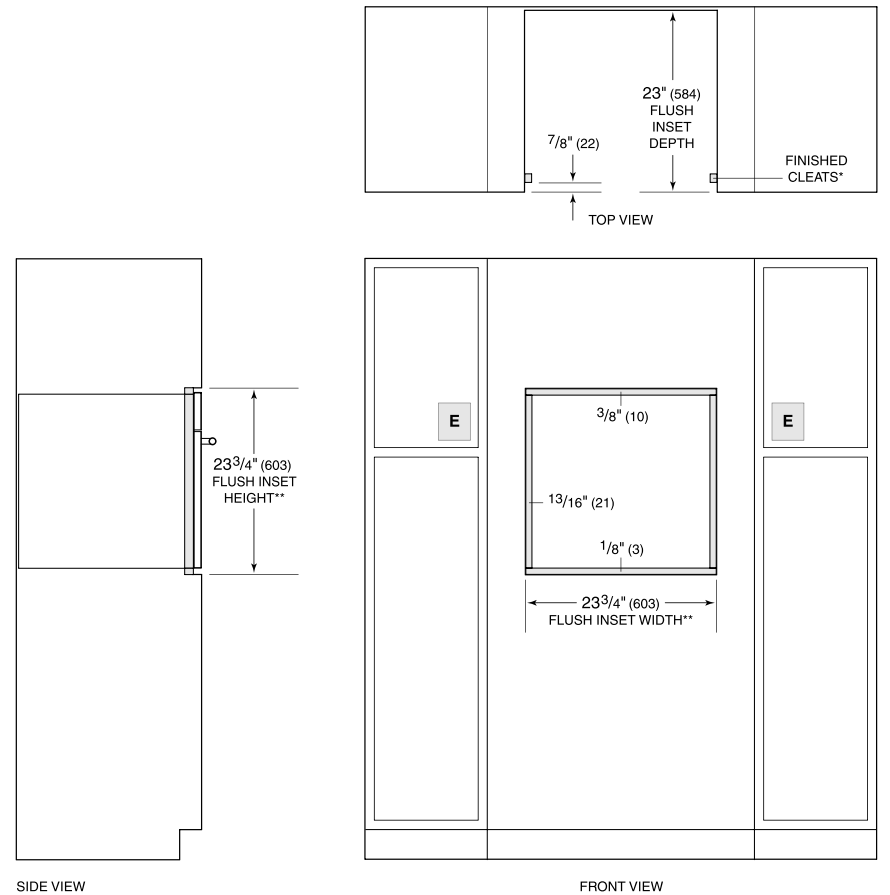 23" (584)
FLUSH
INSET
DEPTH
7/8" (22)
FINISHED
CLEATS*
TOP VIEW
E
E
3/8" (10)
23 3/4" (603)
FLUSH INSET
HEIGHT**
13/16" (21)
1/8" (3)
23 3/4" (603)
FLUSH INSET WIDTH**
SIDE VIEW
FRONT VIEW